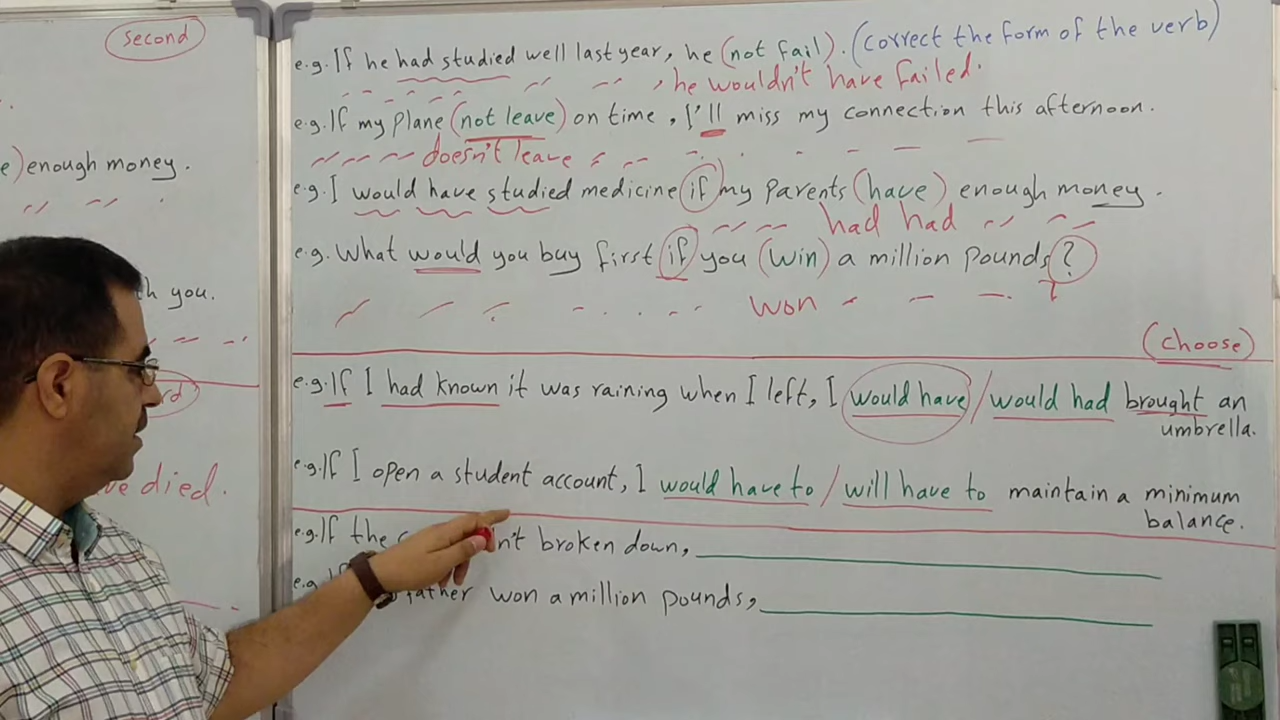 second
e) enough money.
h you.
rd
ve died.
e.g. If he had studied well last year, he (not fail). (correct the form of the verb)
, he wouldn't have failed.
e.g. If my plane (not leave) on time, I'll miss my connection this afternoon.
doesn't leave
e.g. I would have studied medicine if my parents (have) enough money.
had had
e.g. What would you buy first if you (win) a million pounds?
won
(choose)
e.g. If I had known it was raining when I left, I would have / would had brought an
umbrella.
e.g. If I open a student account, I would have to / will have to maintain a minimum
balance.
e.g. If the n't broken down,
e.g. father won a million pounds,